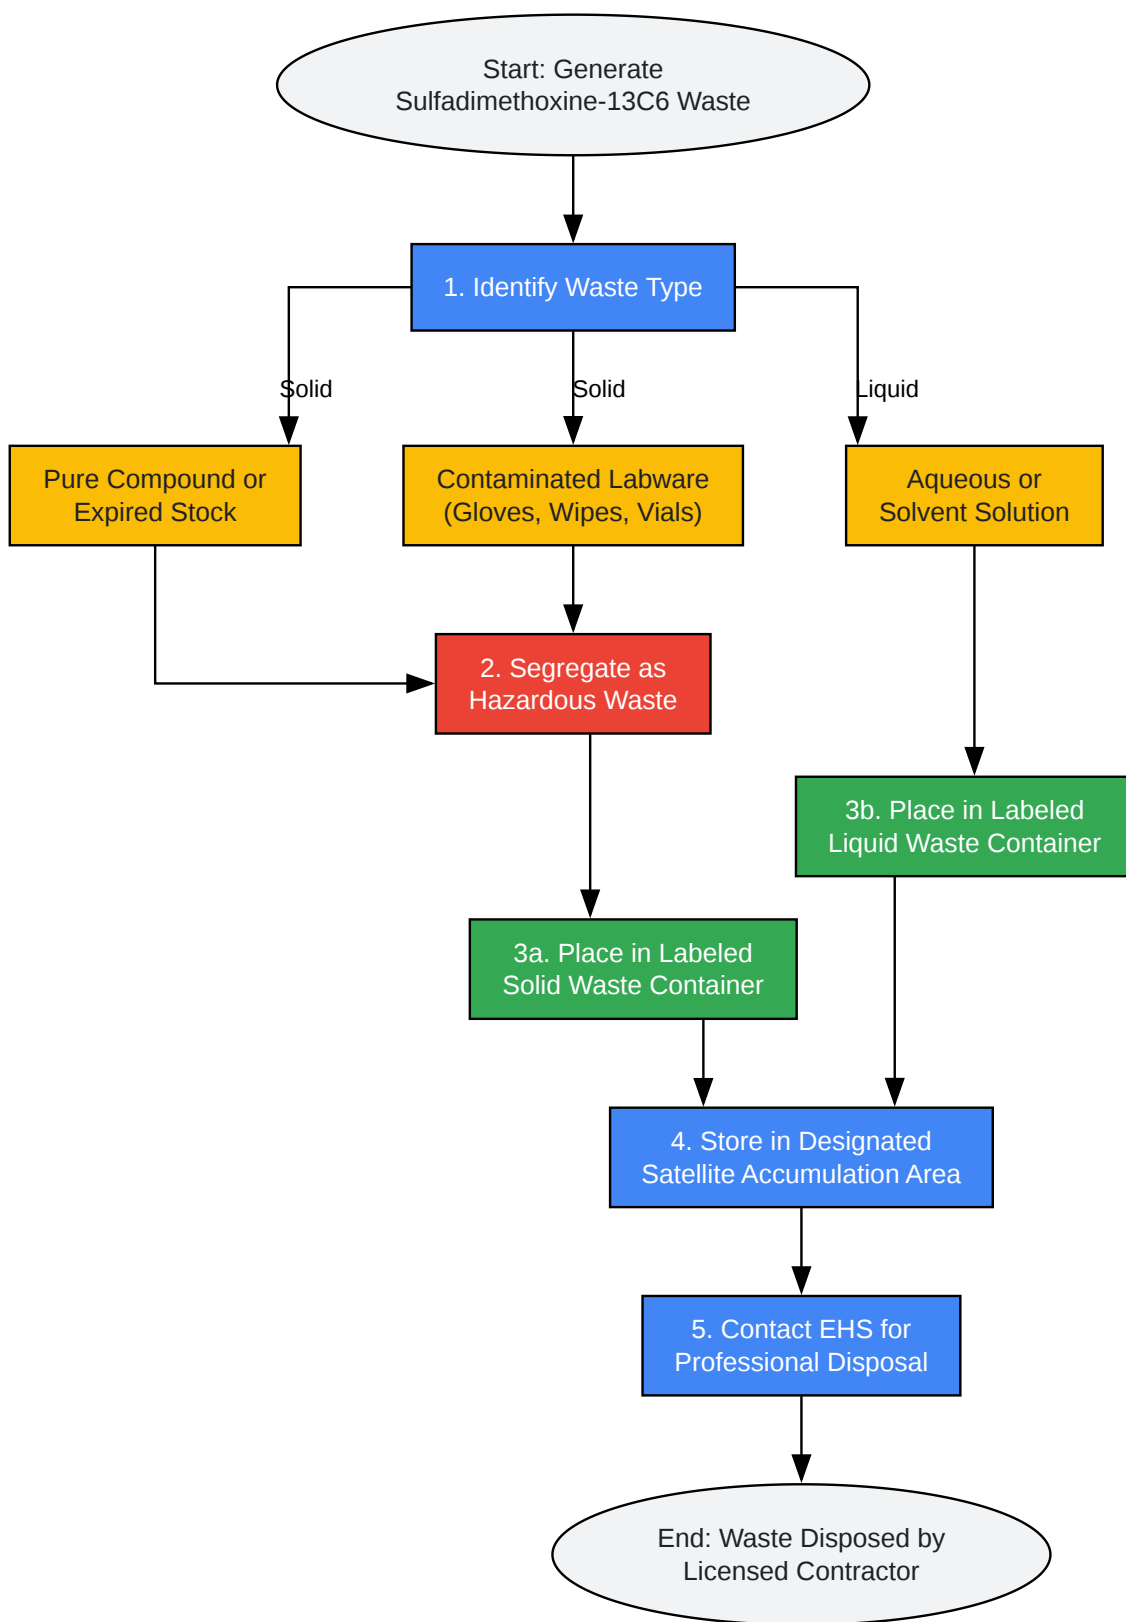 Start: Generate
Sulfadimethoxine-13C6 Waste
1. Identify Waste Type
Solid
Solid
Liquid
Pure Compound or
Expired Stock
Contaminated Labware
(Gloves, Wipes, Vials)
Aqueous or
Solvent Solution
2. Segregate as
Hazardous Waste
3b. Place in Labeled
Liquid Waste Container
3a. Place in Labeled
Solid Waste Container
4. Store in Designated
Satellite Accumulation Area
5. Contact EHS for
Professional Disposal
End: Waste Disposed by
Licensed Contractor